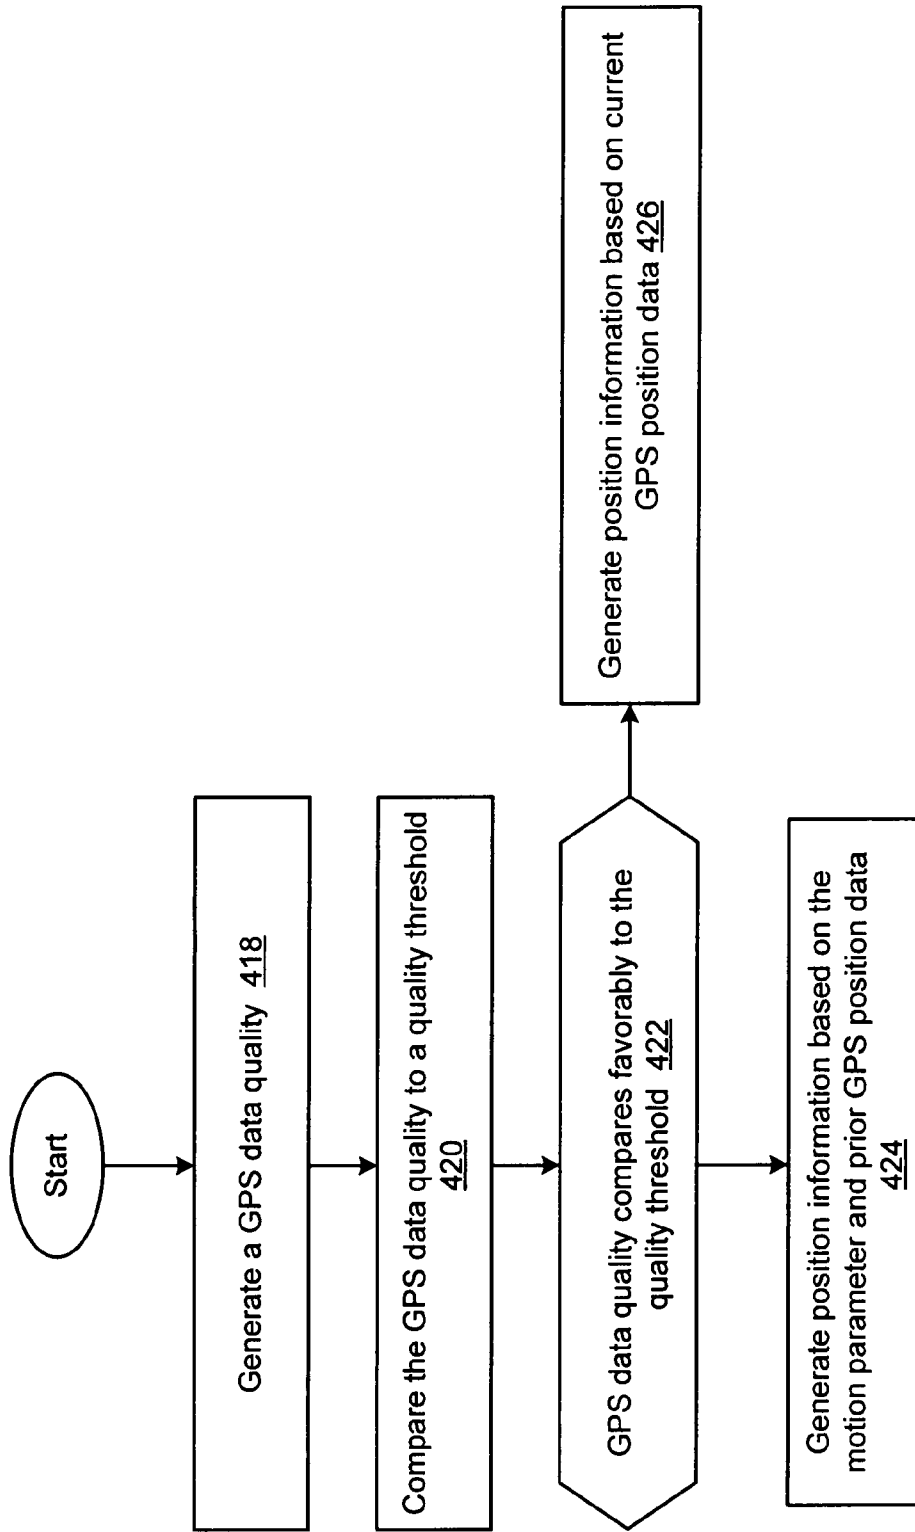 Start
Generate a GPS data quality 418
Compare the GPS data quality to a quality threshold
420
GPS data quality compares favorably to the
quality threshold 422
Generate position information based on current
GPS position data 426
Generate position information based on the
motion parameter and prior GPS position data
424